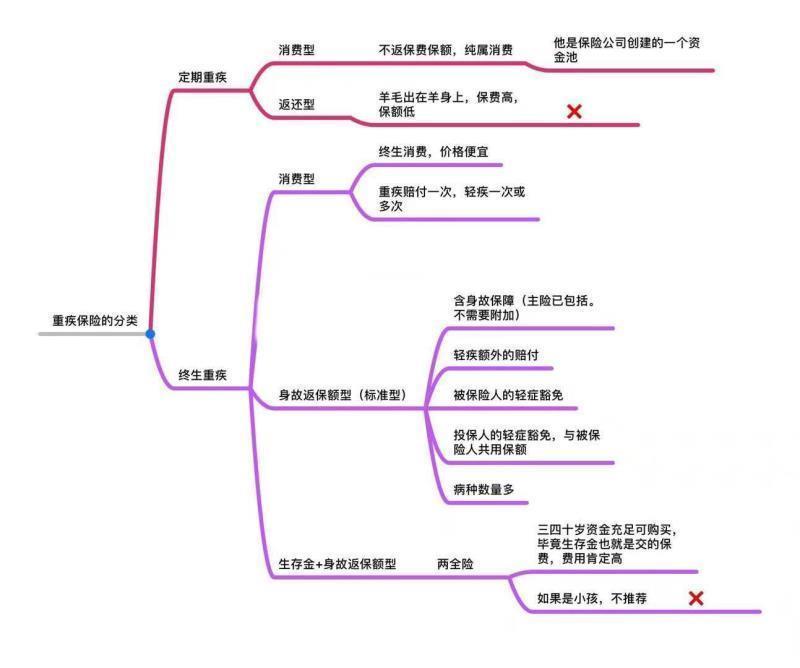 重疾保险的分类
定期重疾
消费型
不返保费保额，纯属消费
他是保险公司创建的一个资
金池
返还型
羊毛出在羊身上，保费高，
保额低
终生重疾
消费型
终生消费，价格便宜
重疾赔付一次，轻疾一次或
多次
身故返保额型（标准型）
含身故保障（主险已包括。
不需要附加）
轻疾额外的赔付
被保险人的轻症豁免
投保人的轻症豁免，与被保
险人共用保额
病种数量多
生存金+身故返保额型
两全险
三四十岁资金充足可购买，
毕竟生存金也就是交的保
费，费用肯定高
如果是小孩，不推荐